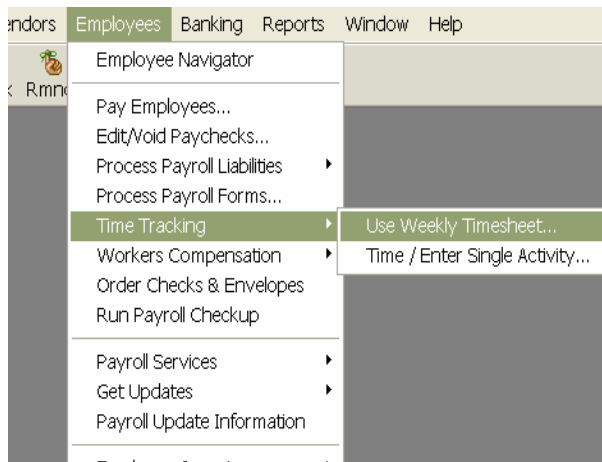 Employees Banking Reports Window Help
Employee Navigator
Pay Employees...
Edit/Void Paychecks...
Process Payroll Liabilities
Process Payroll Forms...
Time Tracking
Use Weekly Timesheet...
Workers Compensation
Time / Enter Single Activity...
Order Checks & Envelopes
Run Payroll Checkup
Payroll Services
Get Updates
Payroll Update Information